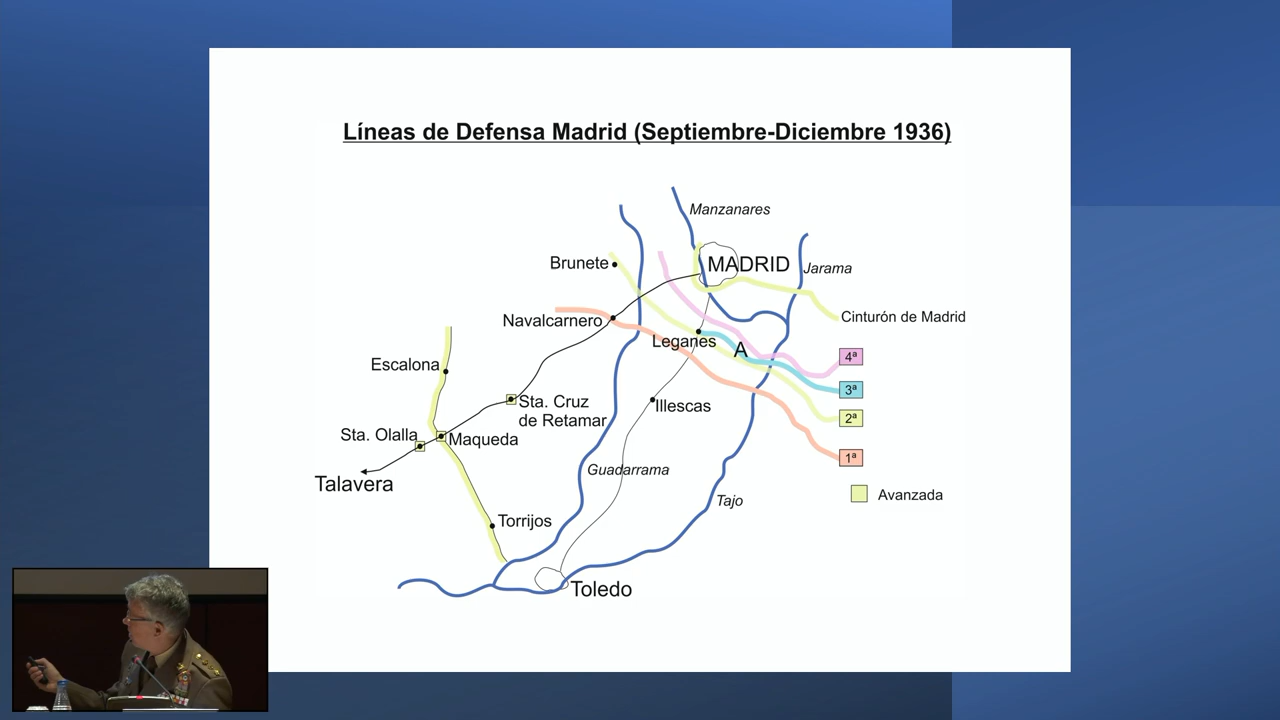 Líneas de Defensa Madrid (Septiembre-Diciembre 1936)
Manzanares
Brunete
MADRID
Jarama
Navalcarnero
Cinturón de Madrid
Leganes
A
4ª
Escalona
3ª
Sta. Cruz
de Retamar
Illescas
2ª
Sta. Olalla
Maqueda
1ª
Guadarrama
Talavera
Tajo
Avanzada
Torrijos
Toledo